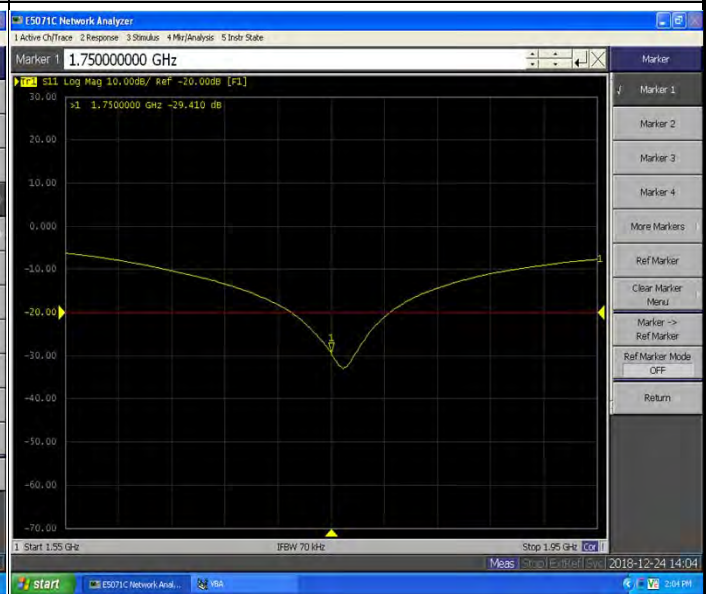 E5071C Network Analyzer
1 Active Ch/Trace 2 Response 3 Stimulus 4 Mkr/Analysis 5 Instr State
Marker 1 1.750000000 GHz
Marker
Tr1 S11 Log Mag 10.00dB/ Ref -20.00dB [F1]
>1 1.7500000 GHz -29.410 dB
30.00
20.00
10.00
0.000
-10.00
-20.00
-30.00
-40.00
-50.00
-60.00
-70.00
1
1
Marker 1
Marker 2
Marker 3
Marker 4
More Markers
Ref Marker
Clear Marker
Menu
Marker ->
Ref Marker
Ref Marker Mode
OFF
Return
1 Start 1.55 GHz IFBW 70 kHz Stop 1.95 GHz Cor !
Meas Stop ExtRef Svc 2018-12-24 14:04
start E5071C Network Anal... VBA 2:04 PM